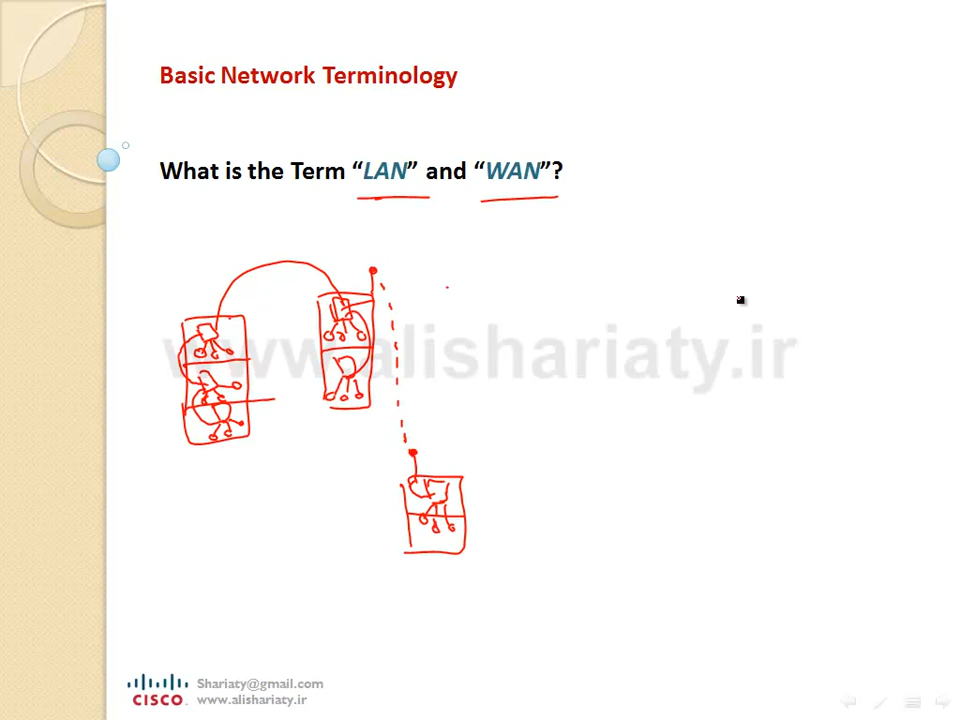 Basic Network Terminology
What is the Term “LAN” and “WAN”?
www.alishariaty.ir
CISCO
Shariaty@gmail.com
www.alishariaty.ir